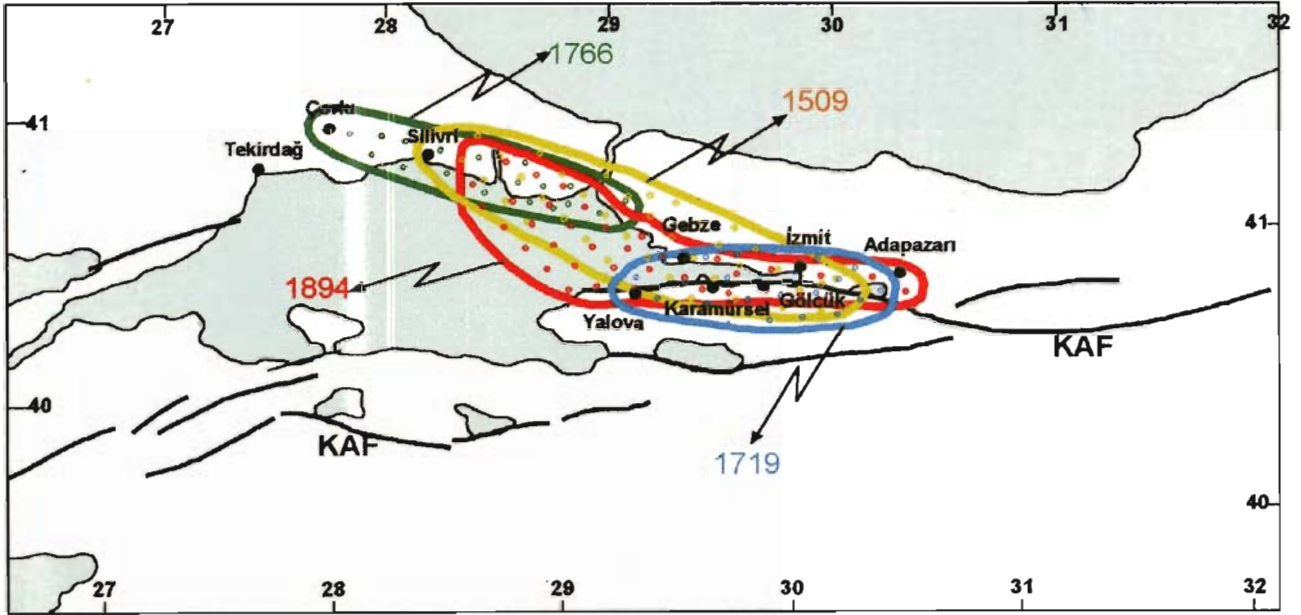 27 28 29 30 31 32
1766
1509
41
Çorlu
Silivri
Tekirdağ
41
Gebze
İzmit
Adapazarı
1894
Karamürsel
Gölcük
Yalova
KAF
40
KAF
1719
40
27 28 29 30 31 32